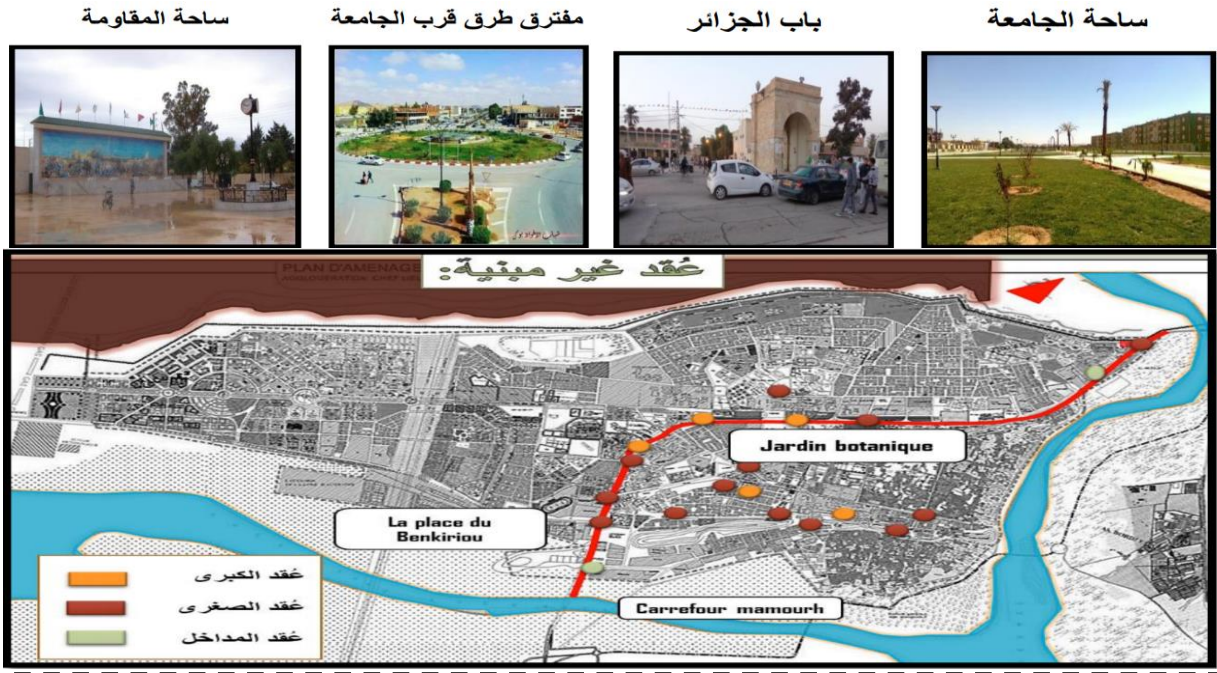 ساحة الجامعة
باب الجزائر
مفترق طرق قرب الجامعة
ساحة المقاومة
PLAN D'AMENAGE
عُقد غير مبنية:
Jardin botanique
La place du
Benkiriou
Carrefour mamourh
عُقد الكبرى
عُقد الصغرى
عُقد المداخل